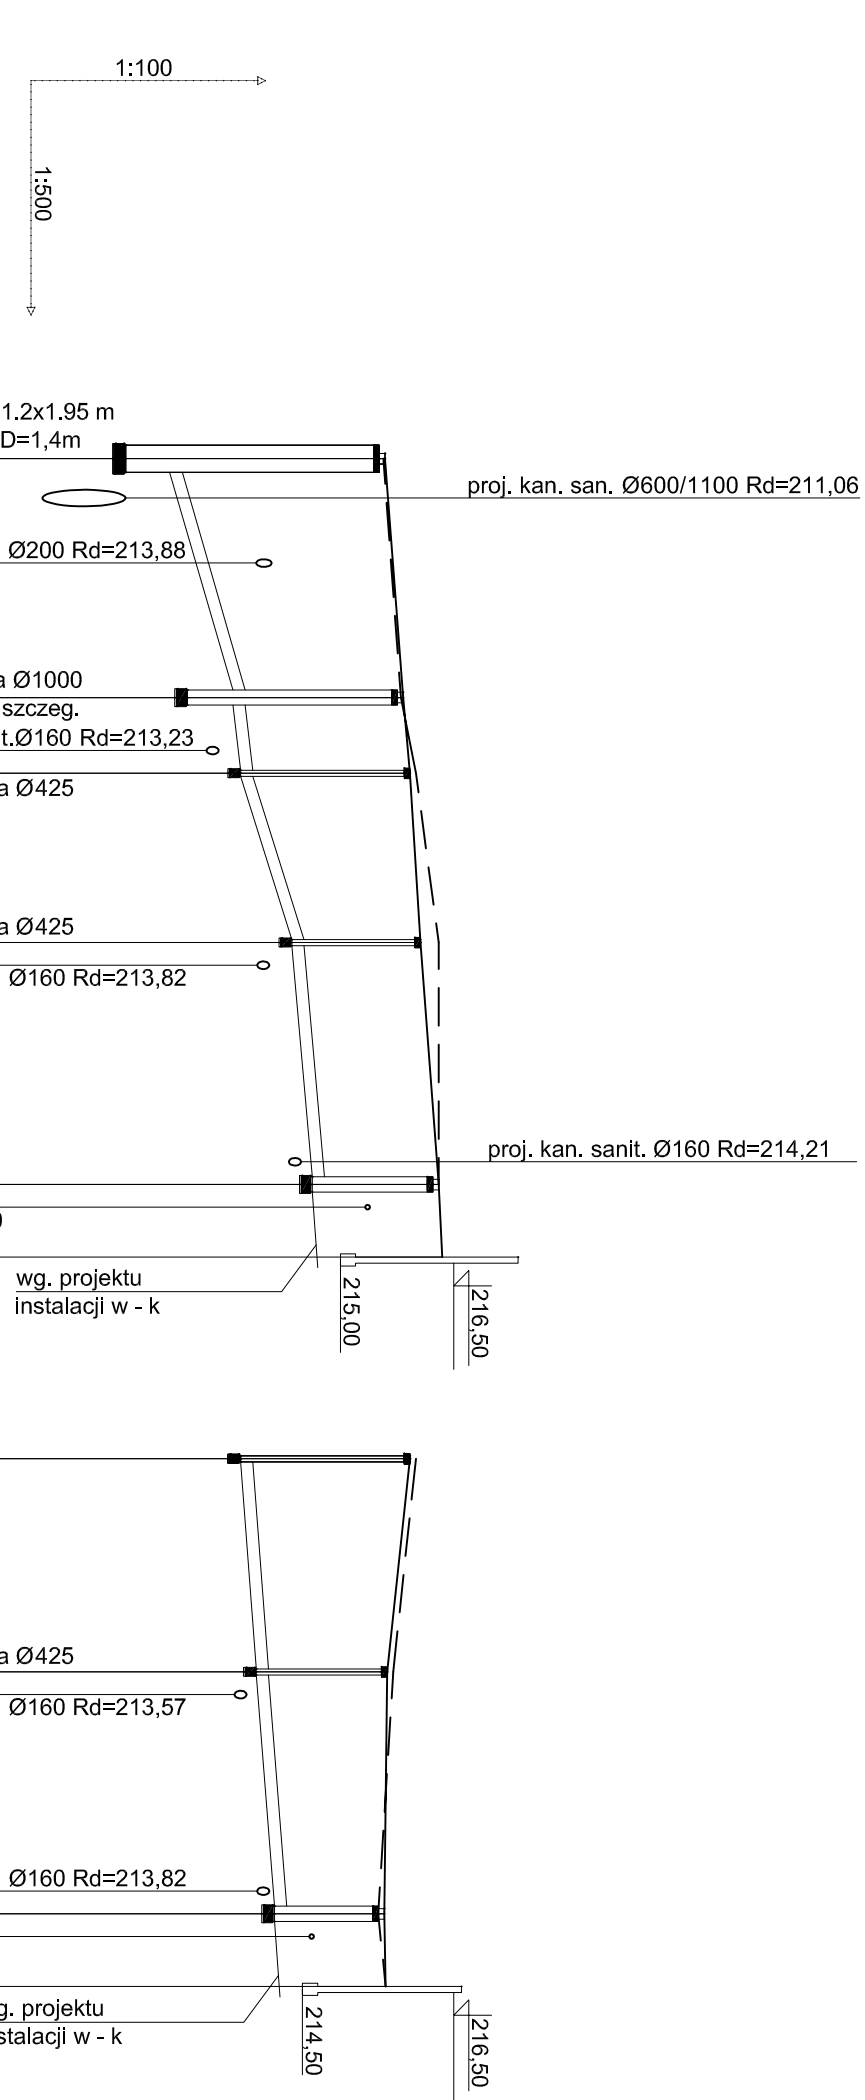 1:100
1:500
1.2x1.95 m
D=1,4m
proj. kan. san. Ø600/1100 Rd=211,06
Ø200 Rd=213,88
a Ø1000
szczeg.
t.Ø160 Rd=213,23
a Ø425
a Ø425
Ø160 Rd=213,82
proj. kan. sanit. Ø160 Rd=214,21
wg. projektu
instalacji w - k
215,00
216,50
a Ø425
Ø160 Rd=213,57
Ø160 Rd=213,82
g. projektu
stalacji w - k
214,50
216,50